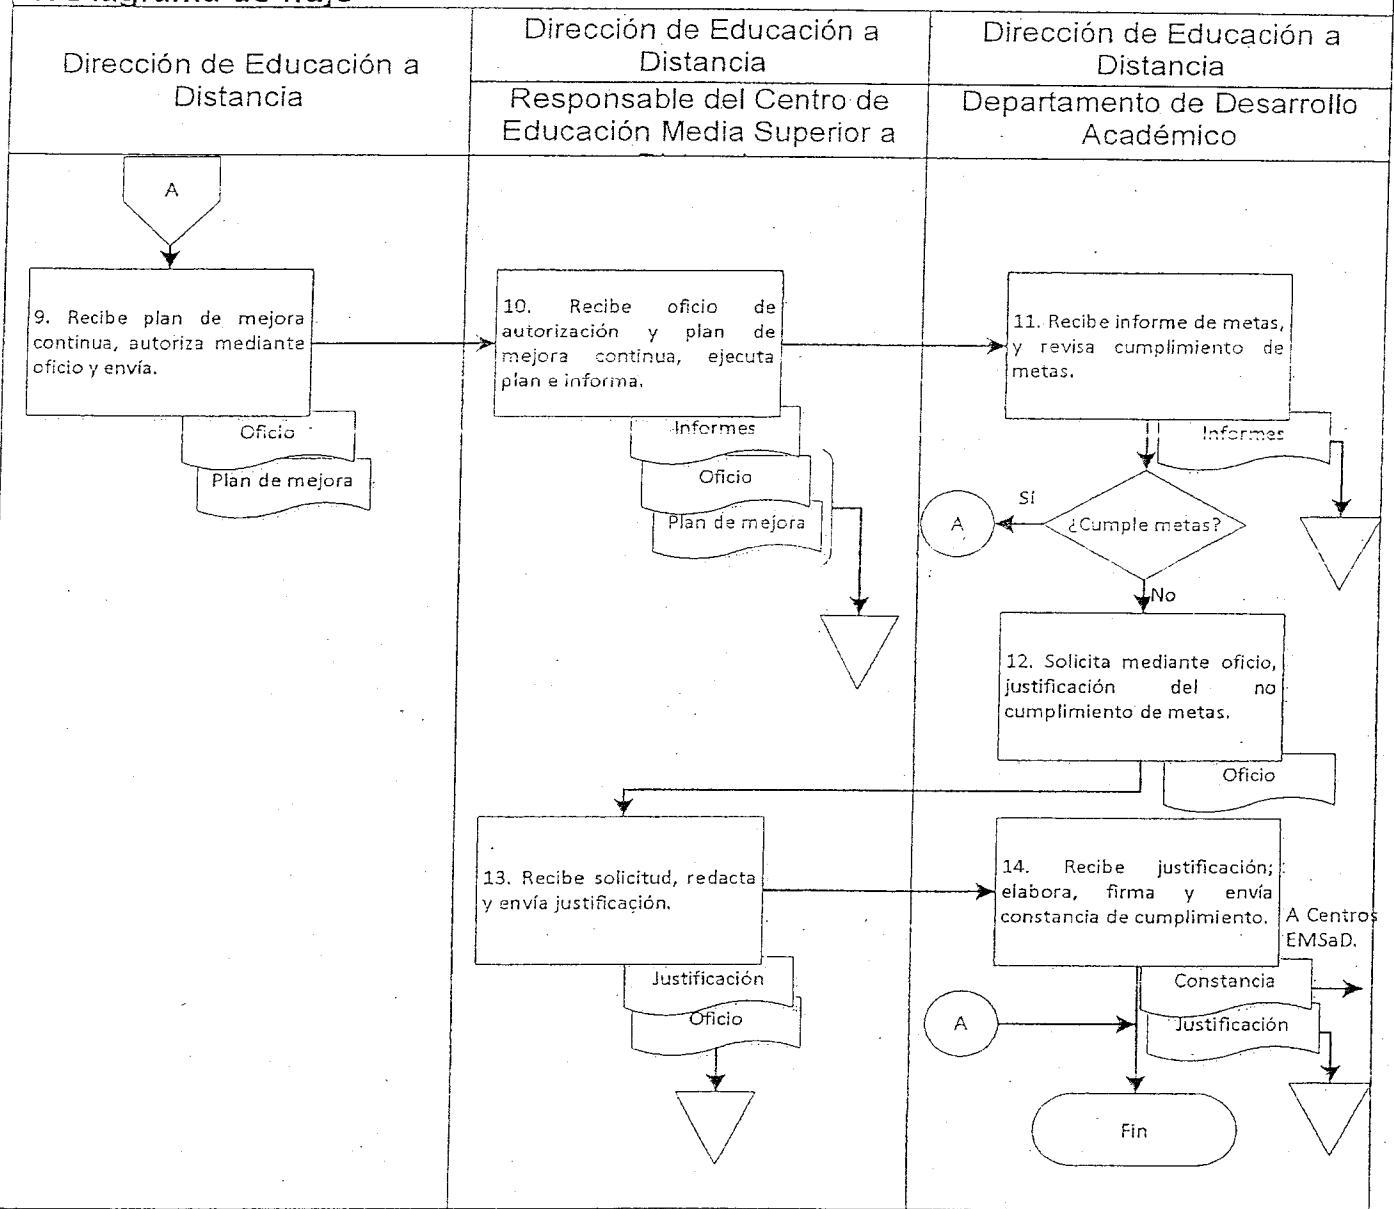 Dirección de Educación a
Distancia
Dirección de Educación a
Distancia
Responsable del Centro de
Educación Media Superior a
Dirección de Educación a
Distancia
Departamento de Desarrollo
Académico
A
9. Recibe plan de mejora
continua, autoriza mediante
oficio y envía.
Oficio
Plan de mejora
10. Recibe oficio de
autorización y plan de
mejora continua, ejecuta
plan e informa.
Informes
Oficio
Plan de mejora
11. Recibe informe de metas,
y revisa cumplimiento de
metas.
Informes
¿Cumple metas?
Sí
A
No
12. Solicita mediante oficio,
justificación del no
cumplimiento de metas.
Oficio
13. Recibe solicitud, redacta
y envía justificación.
Justificación
Oficio
14. Recibe justificación;
elabora, firma y envía
constancia de cumplimiento.
A Centros
EMSaD.
Constancia
Justificación
A
Fin